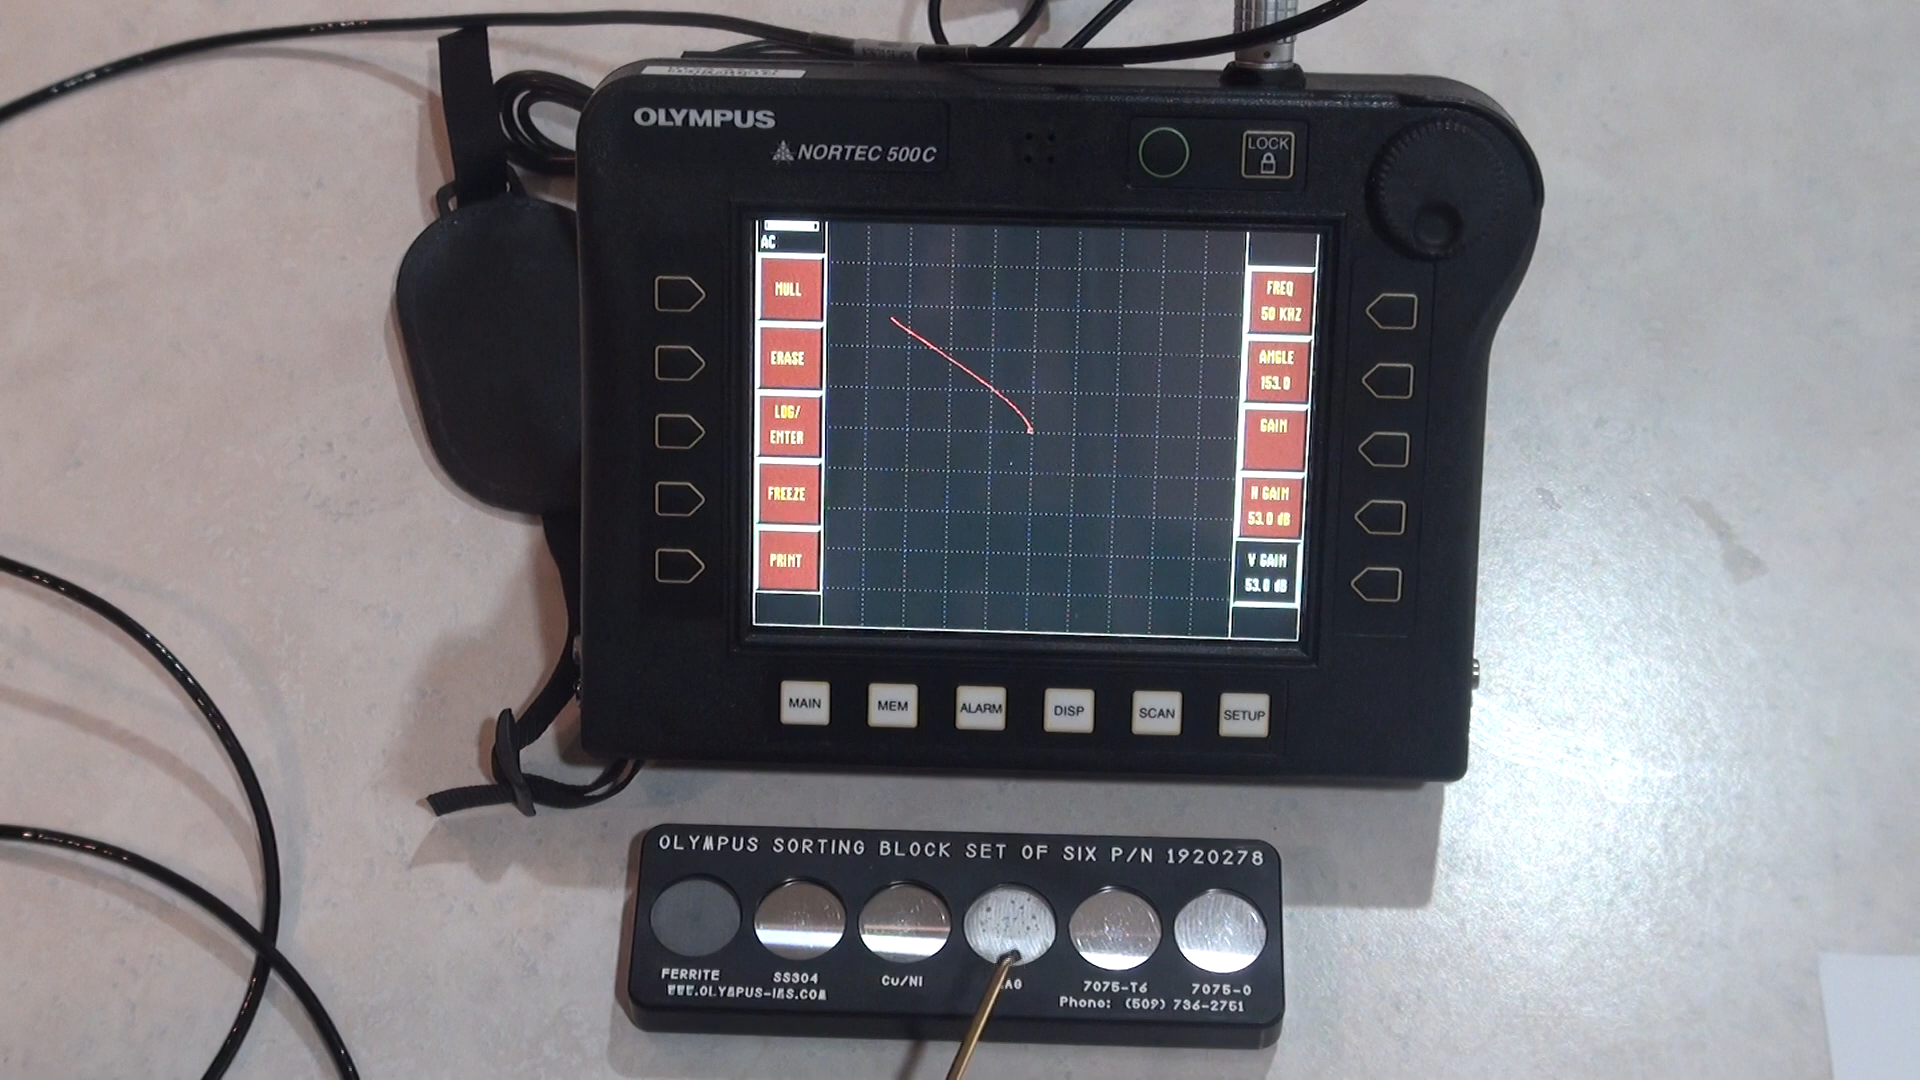 OLYMPUS
NORTEC 500C
LOCK
AC
NULL
ERASE
LOG/
ENTER
FREEZE
PRINT
FREQ
50 KHZ
ANGLE
153.0
GAIN
H GAIN
53.0 dB
V GAIN
53.0 dB
MAIN
MEM
ALARM
DISP
SCAN
SETUP
OLYMPUS SORTING BLOCK SET OF SIX P/N 1920278
FERRITE
SS304
Cu/NI
7075-T6
7075-0
WWW.OLYMPUS-IMS.COM
Phone: (509) 736-2751